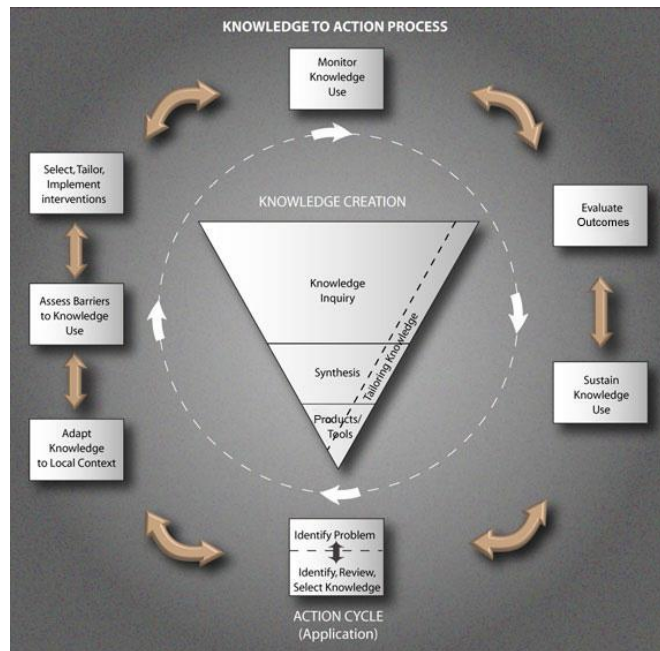 KNOWLEDGE TO ACTION PROCESS
Monitor
Knowledge
Use
Select, Tailor,
Implement
interventions
Evaluate
Outcomes
KNOWLEDGE CREATION
Knowledge
Inquiry
Tailoring Knowledge
Assess Barriers
to Knowledge
Use
Synthesis
Sustain
Knowledge
Use
Products/
Tools
Adapt
Knowledge
to Local Context
Identify Problem
Identify, Review,
Select Knowledge
ACTION CYCLE
(Application)